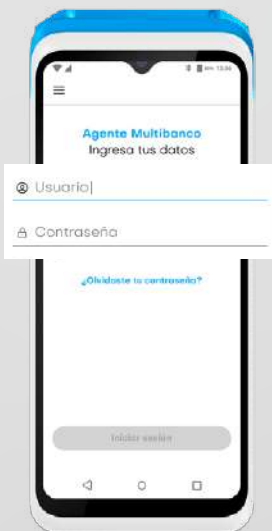 Agente Multibanco
Ingresa tus datos
Usuario
Contraseña
¿Olvidaste tu contraseña?
Iniciar sesión